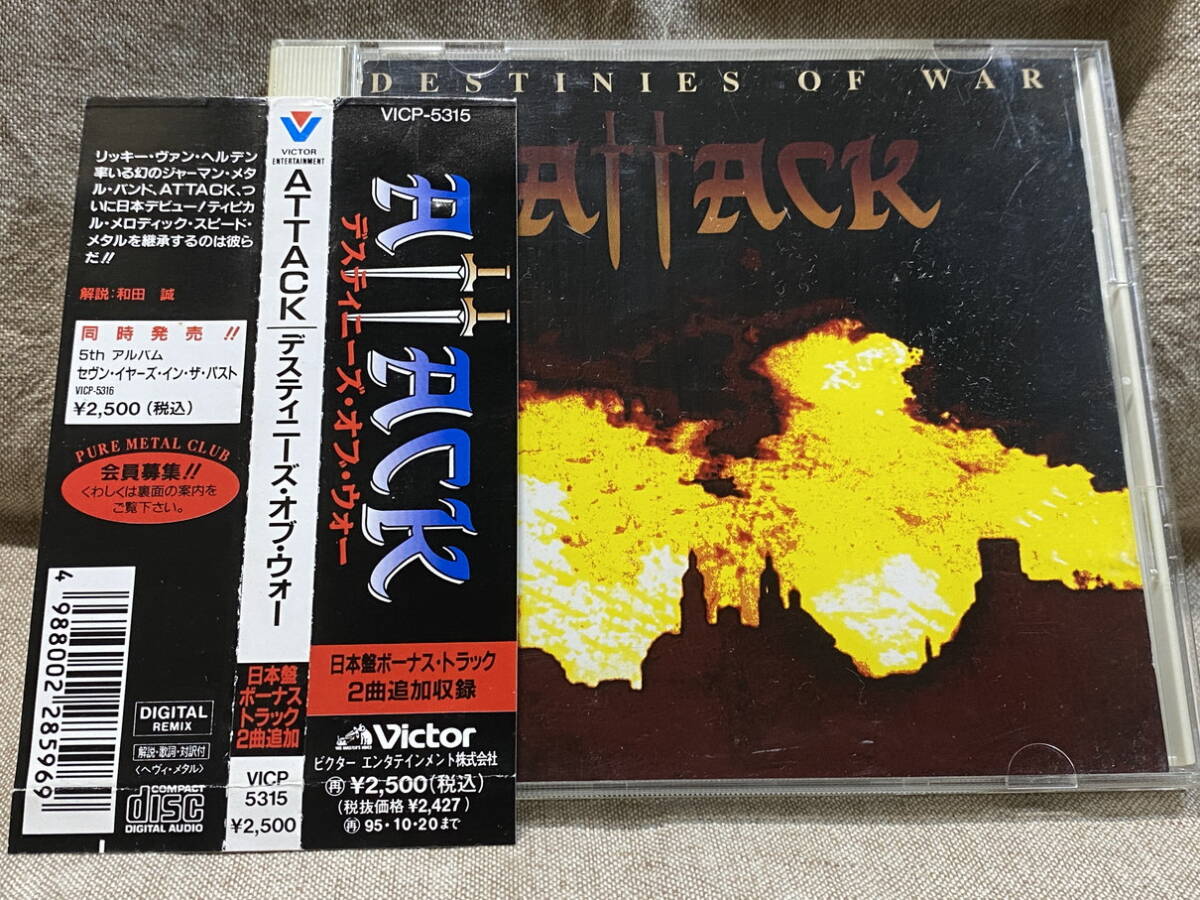 DESTINIES OF WAR
ATTACK
リッキー・ヴァン・ヘルデン
率いる幻のジャーマン・メタ
ル・バンド、ATTACK、つ
いに日本デビュー!ティピカ
ル・メロディック・スピード・
メタルを継承するのは彼ら
だ!!
解説:和田 誠
同時発売!!
5th アルバム
セヴン・イヤーズ・イン・ザ・パスト
VICP-5316
¥2,500(税込)
PURE METAL CLUB
会員募集!!
くわしくは裏面の案内を
ご覧下さい。
4 988002 285969
DIGITAL
REMIX
解説・歌詞・対訳付
〈ヘヴィ・メタル〉
COMPACT
disc
DIGITAL AUDIO
VICTOR
ENTERTAINMENT
ATTACK/デスティニーズ・オブ・ウォー
日本盤
ボーナス
トラック
2曲追加
VICP
5315
¥2,500
VICP-5315
ATTACK
デスティニーズ・オブ・ウォー
日本盤ボーナス・トラック
2曲追加収録
"HIS MASTER'S VOICE"
Victor
ビクター エンタテインメント株式会社
再 ¥2,500(税込)
(税抜価格 ¥2,427)
再 95・10・20まで